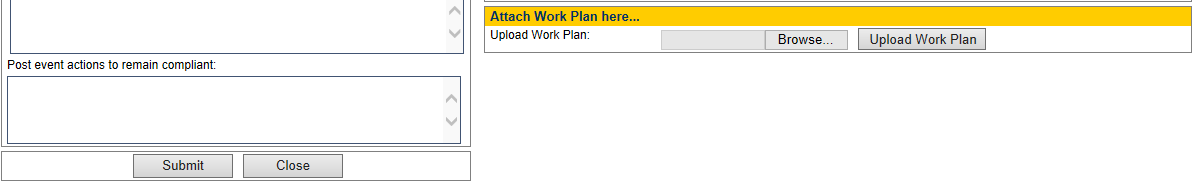 Attach Work Plan here...
Upload Work Plan:
Browse...
Upload Work Plan
Post event actions to remain compliant:
Submit
Close